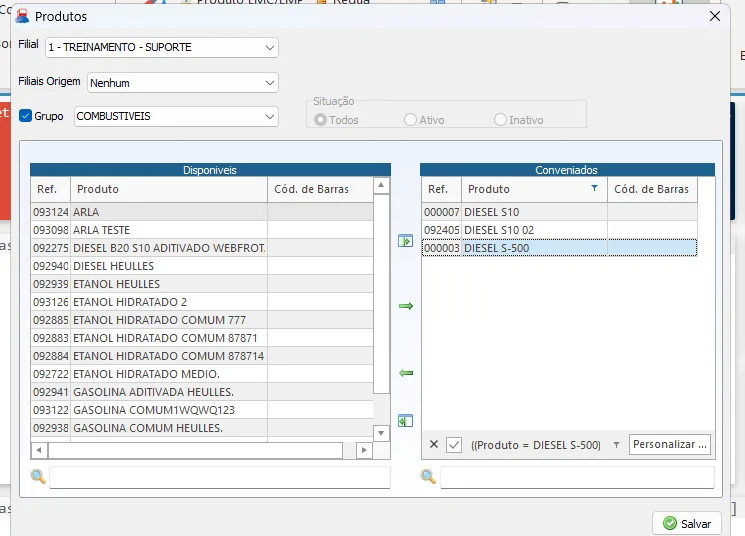 Produtos
Filial 1 - TREINAMENTO - SUPORTE
Filiais Origem Nenhum
Grupo COMBUSTIVEIS
Situação
Todos Ativo Inativo
Disponiveis
Ref. Produto Cód. de Barras
093124 ARLA
093098 ARLA TESTE
092275 DIESEL B20 S10 ADITIVADO WEBFROT.
092940 DIESEL HEULLES
092939 ETANOL HEULLES
093126 ETANOL HIDRATADO 2
092885 ETANOL HIDRATADO COMUM 777
092883 ETANOL HIDRATADO COMUM 87871
092884 ETANOL HIDRATADO COMUM 878714
092722 ETANOL HIDRATADO MEDIO.
092941 GASOLINA ADITIVADA HEULLES.
093122 GASOLINA COMUM1WQWQ123
092938 GASOLINA COMUM HEULLES.
Conveniados
Ref. Produto Cód. de Barras
000007 DIESEL S10
092405 DIESEL S10 02
000003 DIESEL S-500
((Produto = DIESEL S-500) Personalizar ...
Salvar